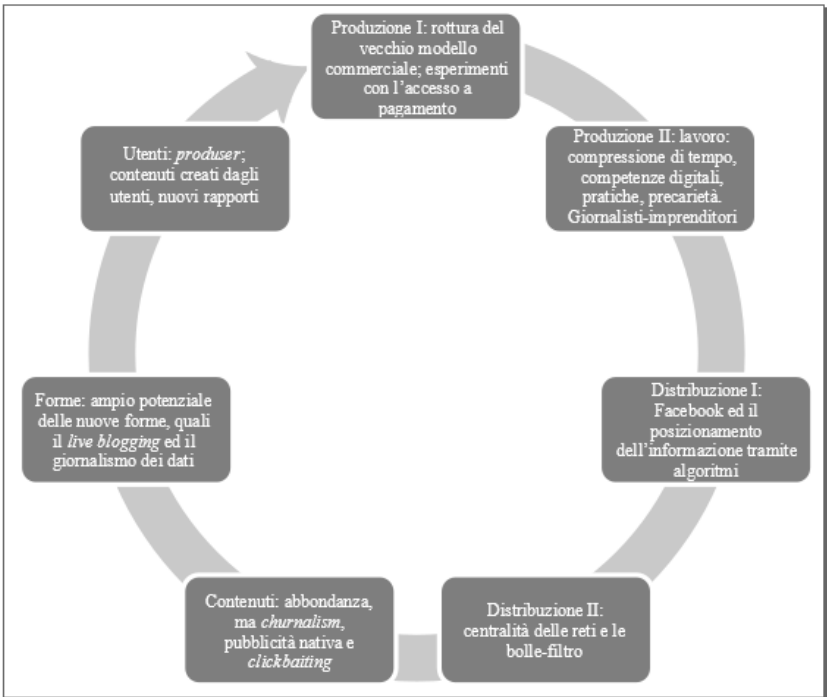 Produzione I: rottura del
vecchio modello
commerciale; esperimenti
con l'accesso a
pagamento
Produzione II: lavoro:
compressione di tempo,
competenze digitali,
pratiche, precarietà.
Giornalisti-imprenditori
Distribuzione I:
Facebook ed il
posizionamento
dell'informazione tramite
algoritmi
Distribuzione II:
centralità delle reti e le
bolle-filtro
Contenuti: abbondanza,
ma churnalism,
pubblicità nativa e
clickbaiting
Forme: ampio potenziale
delle nuove forme, quali
il live blogging ed il
giornalismo dei dati
Utenti: produser;
contenuti creati dagli
utenti, nuovi rapporti